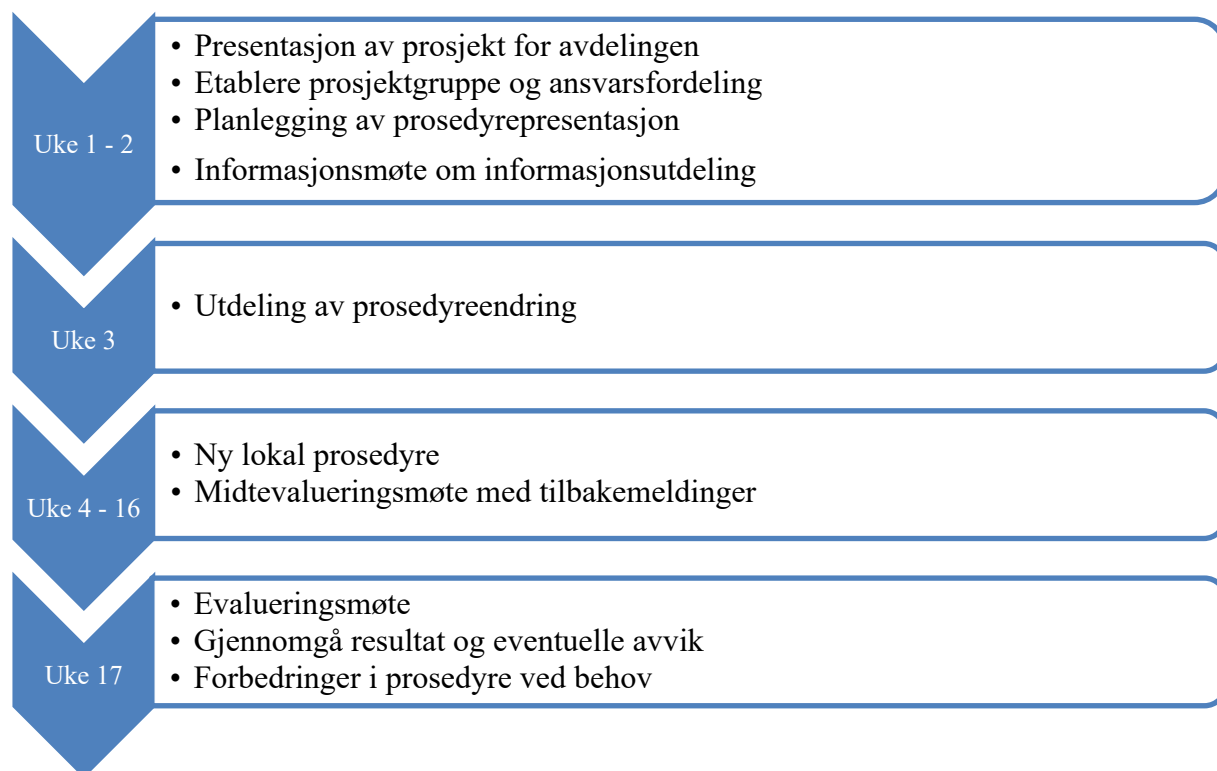 Uke 1 - 2
• Presentasjon av prosjekt for avdelingen
• Etablere prosjektgruppe og ansvarsfordeling
• Planlegging av prosedyrepresentasjon
• Informasjonsmøte om informasjonsutdeling
Uke 3
• Utdeling av prosedyreendring
Uke 4 - 16
• Ny lokal prosedyre
• Midtevalueringsmøte med tilbakemeldinger
Uke 17
• Evalueringsmøte
• Gjennomgå resultat og eventuelle avvik
• Forbedringer i prosedyre ved behov